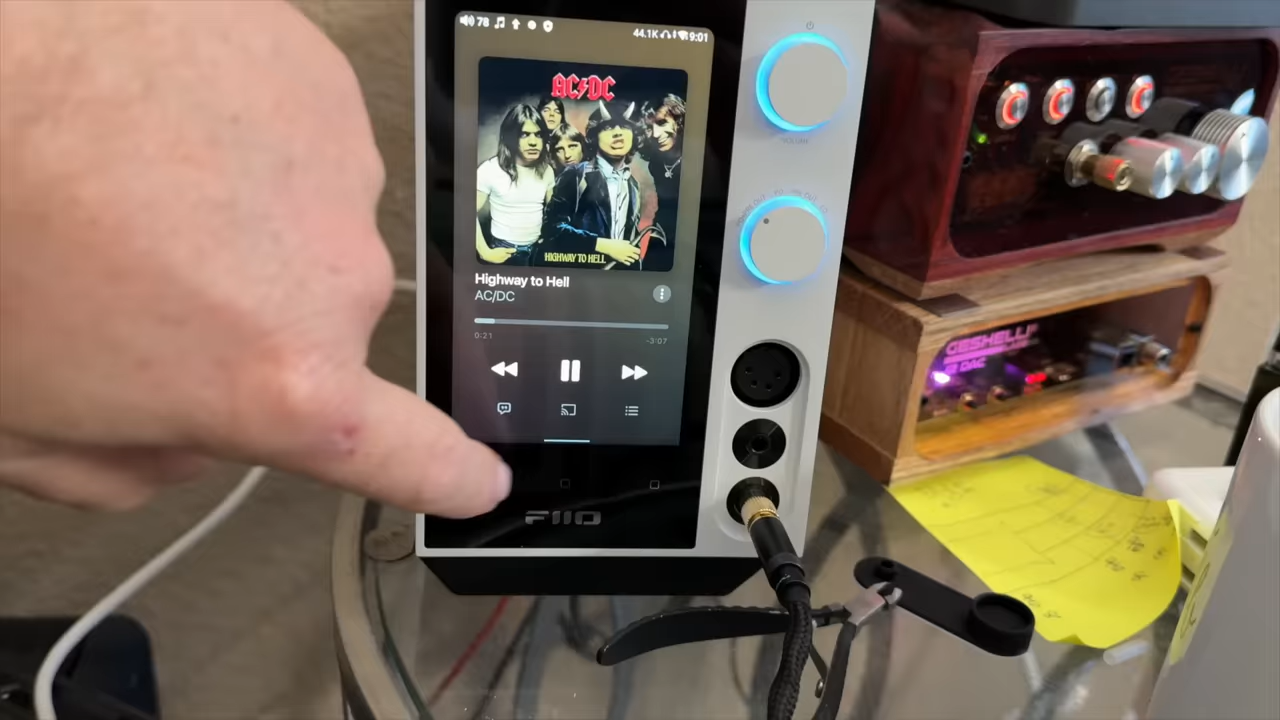 78
44.1K
9:01
AC/DC
HIGHWAY TO HELL
Highway to Hell
AC/DC
0:21
-3:07
FIIO
VOLUME
GESHELLI
DAC